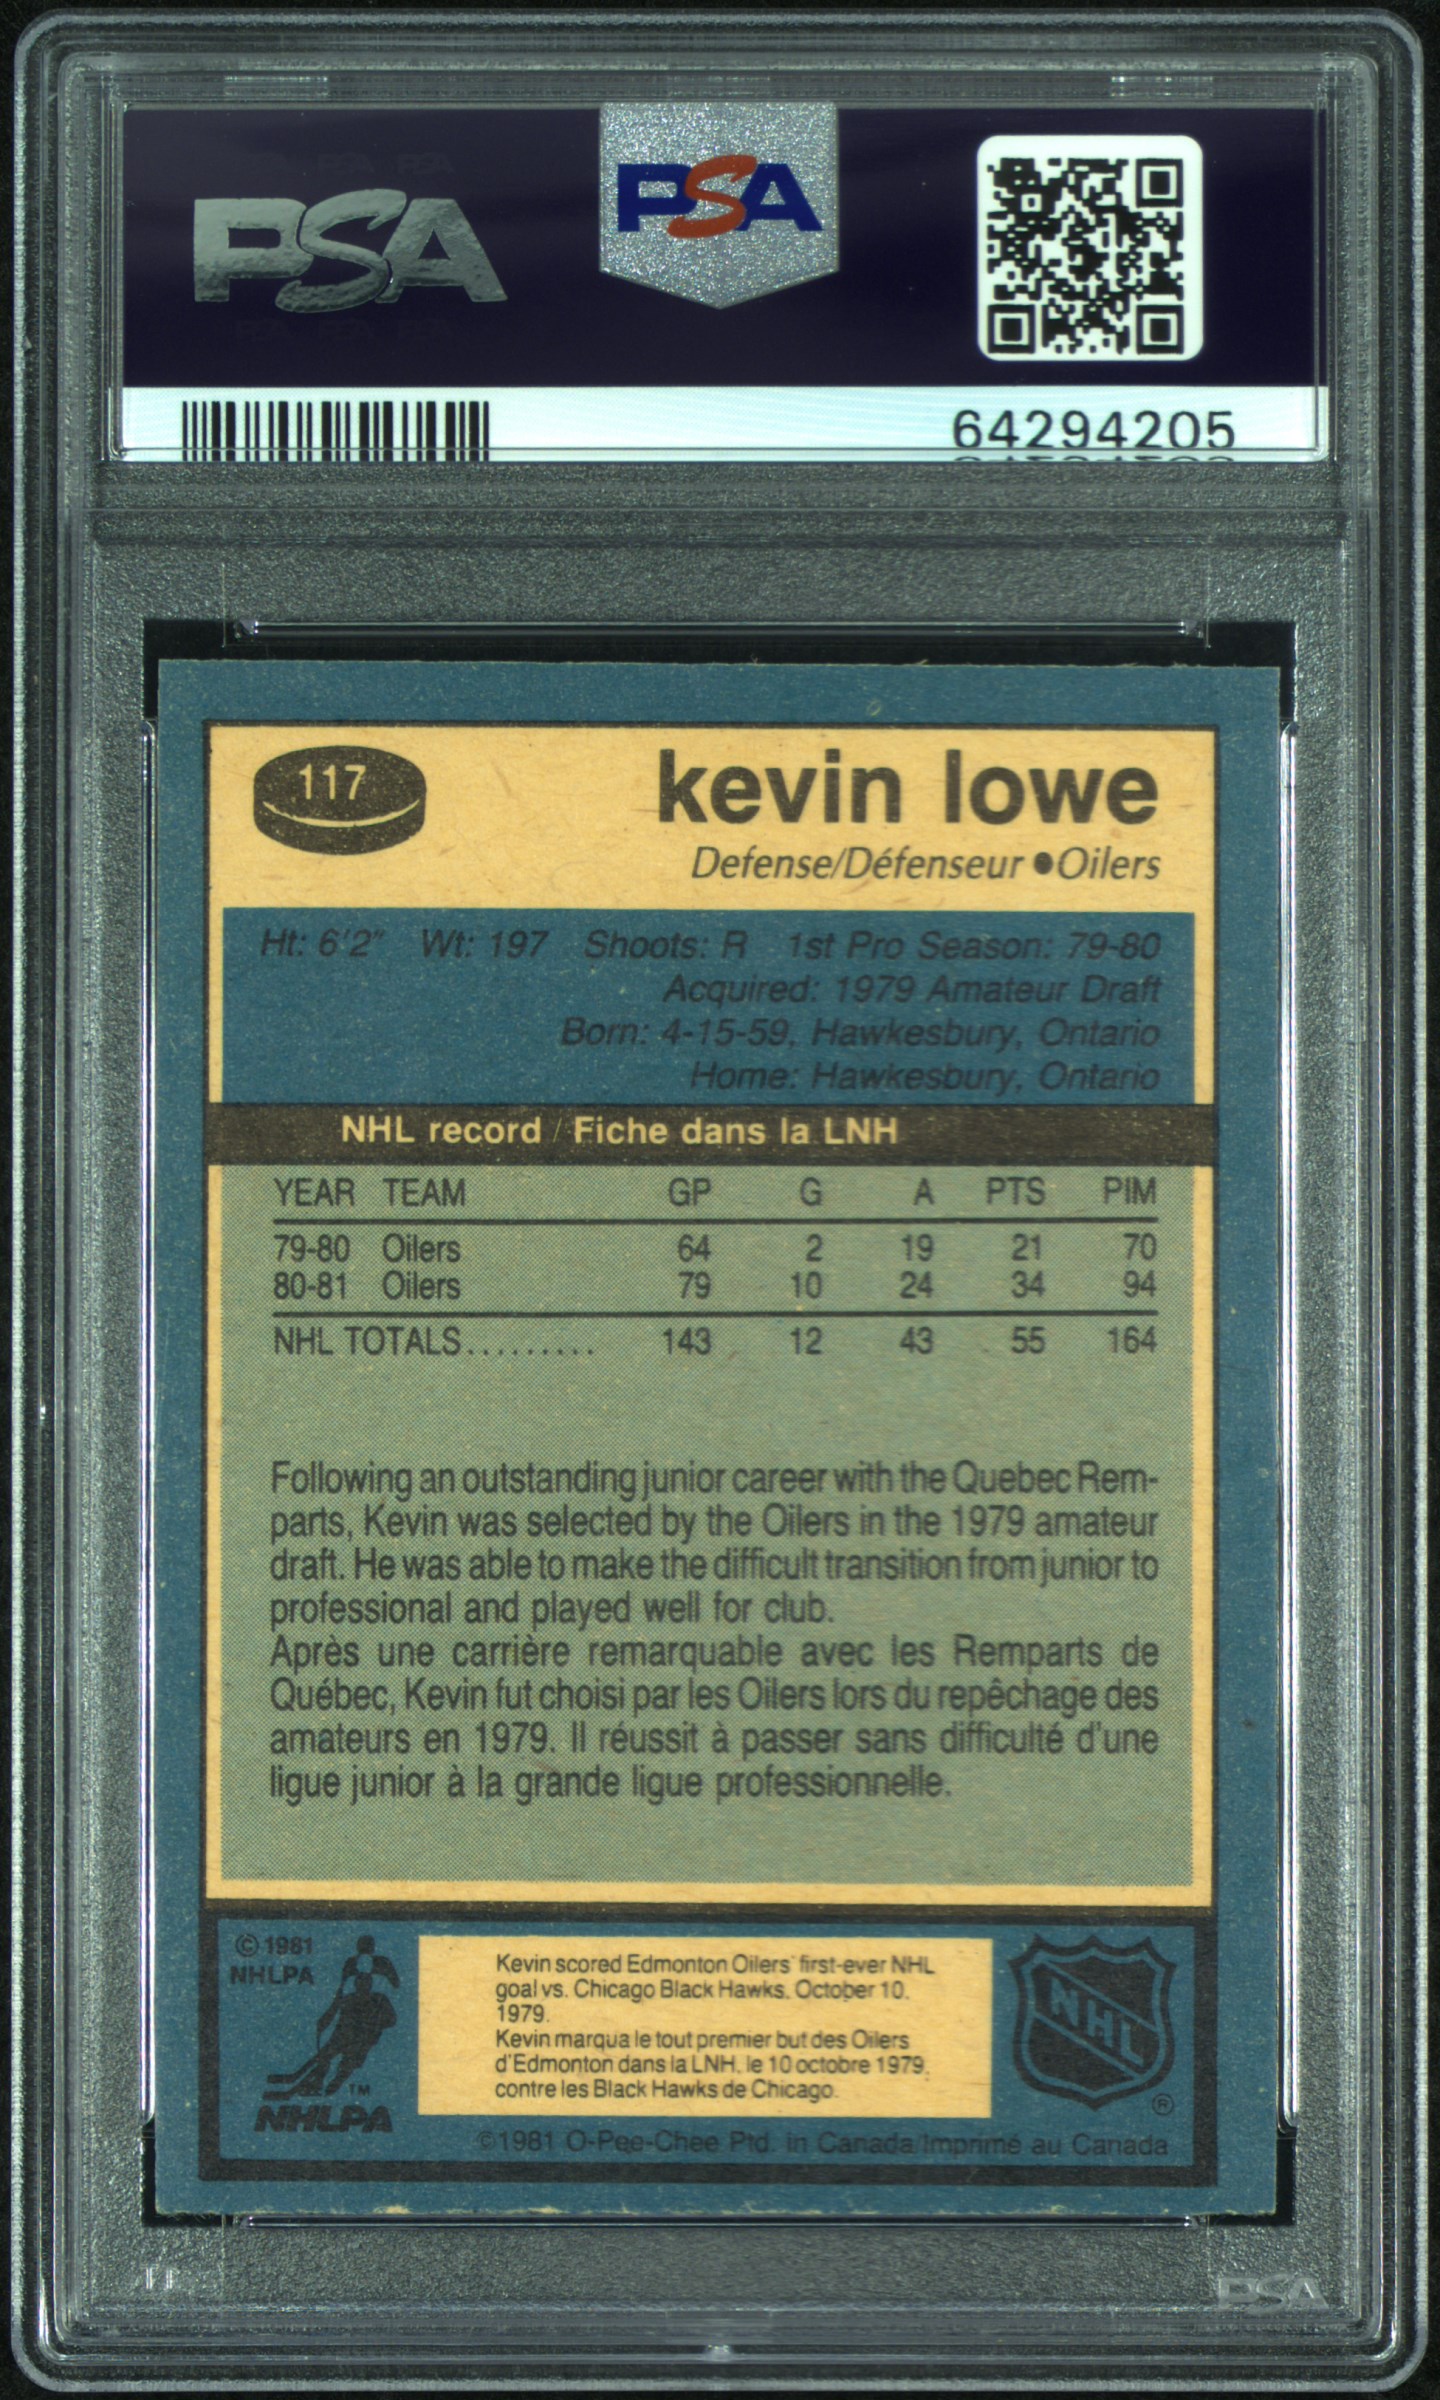 PSA
PSA
64294205
117
kevin lowe
Defense/Défenseur ● Oilers
Ht: 6'2" Wt: 197 Shoots: R 1st Pro Season: 79-80
Acquired: 1979 Amateur Draft
Born: 4-15-59, Hawkesbury, Ontario
Home: Hawkesbury, Ontario
NHL record / Fiche dans la LNH
YEAR TEAM GP G A PTS PIM
79-80 Oilers 64 2 19 21 70
80-81 Oilers 79 10 24 34 94
NHL TOTALS......... 143 12 43 55 164
Following an outstanding junior career with the Quebec Rem-
parts, Kevin was selected by the Oilers in the 1979 amateur
draft. He was able to make the difficult transition from junior to
professional and played well for club.
Après une carrière remarquable avec les Remparts de
Québec, Kevin fut choisi par les Oilers lors du repêchage des
amateurs en 1979. Il réussit à passer sans difficulté d'une
ligue junior à la grande ligue professionnelle.
© 1981
NHLPA
TM
NHLPA
Kevin scored Edmonton Oilers' first-ever NHL
goal vs. Chicago Black Hawks, October 10,
1979.
Kevin marqua le tout premier but des Oilers
d'Edmonton dans la LNH, le 10 octobre 1979,
contre les Black Hawks de Chicago.
NHL
®
©1981 O-Pee-Chee Ptd. in Canada/Imprimé au Canada
PSA